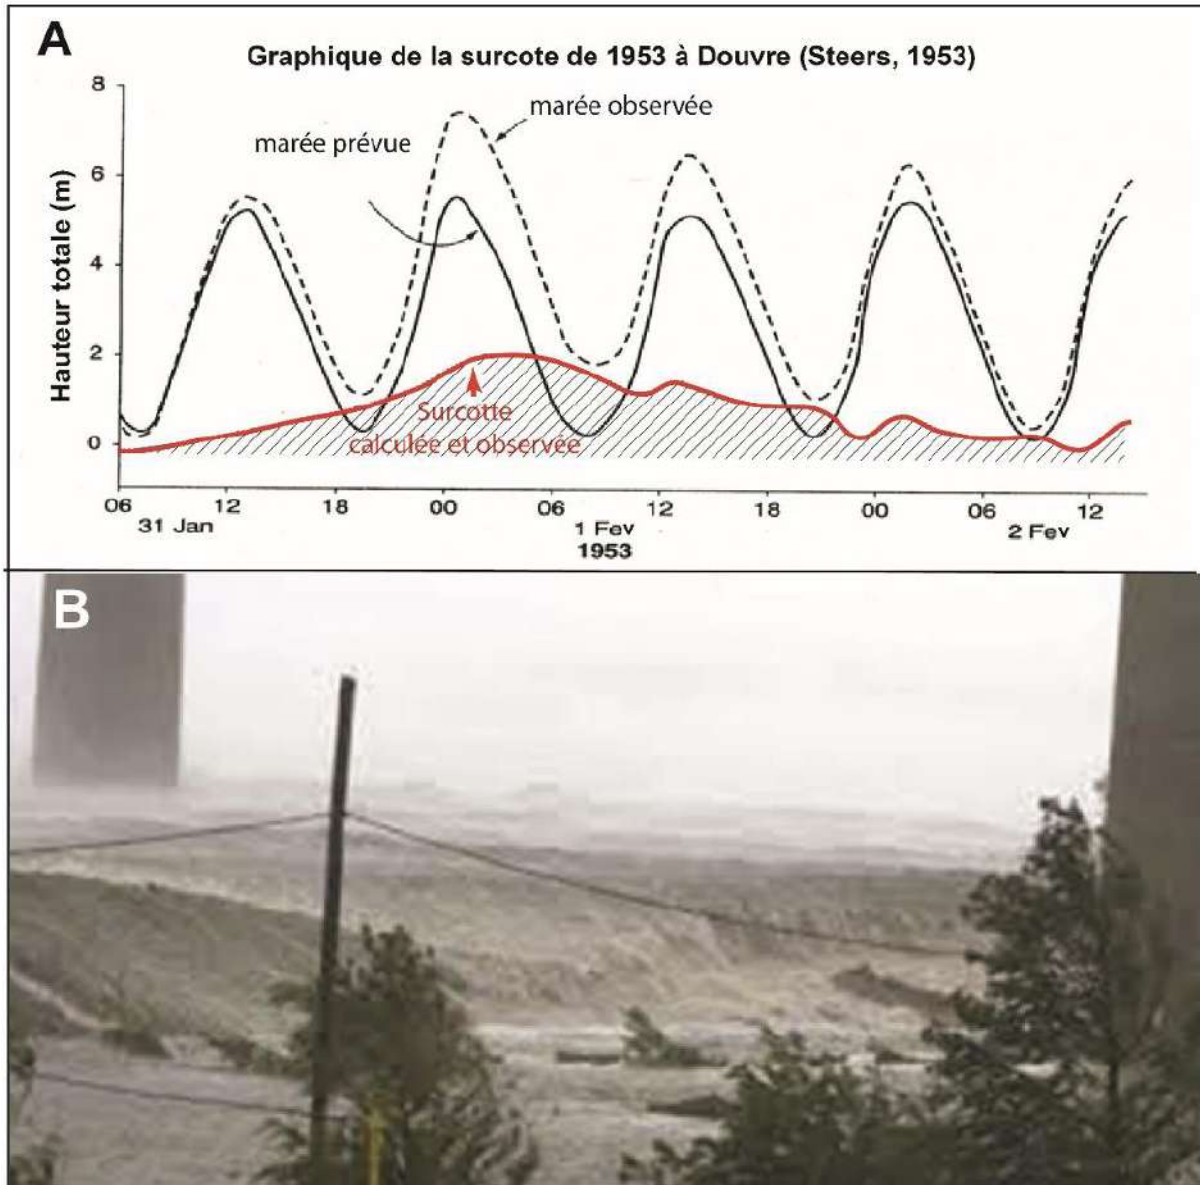 A
Graphique de la surcote de 1953 à Douvre (Steers, 1953)
marée observée
marée prévue
Hauteur totale (m)
8
6
4
2
0
Surcotte
calculée et observée
06 12 18 00 06 12 18 00 06 12
31 Jan 1 Fev 2 Fev
1953
B